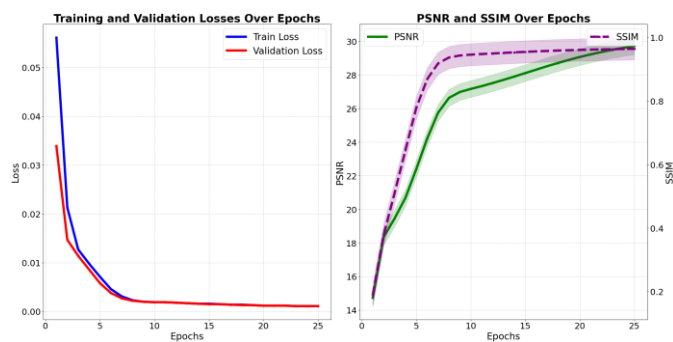 Training and Validation Losses Over Epochs
Train Loss
Validation Loss
0.05
0.04
0.03
0.02
0.01
0.00
Loss
0
5
10
15
20
25
Epochs
PSNR and SSIM Over Epochs
PSNR
SSIM
30
28
26
24
22
20
18
16
14
PSNR
1.0
0.8
0.6
0.4
0.2
SSIM
0
5
10
15
20
25
Epochs